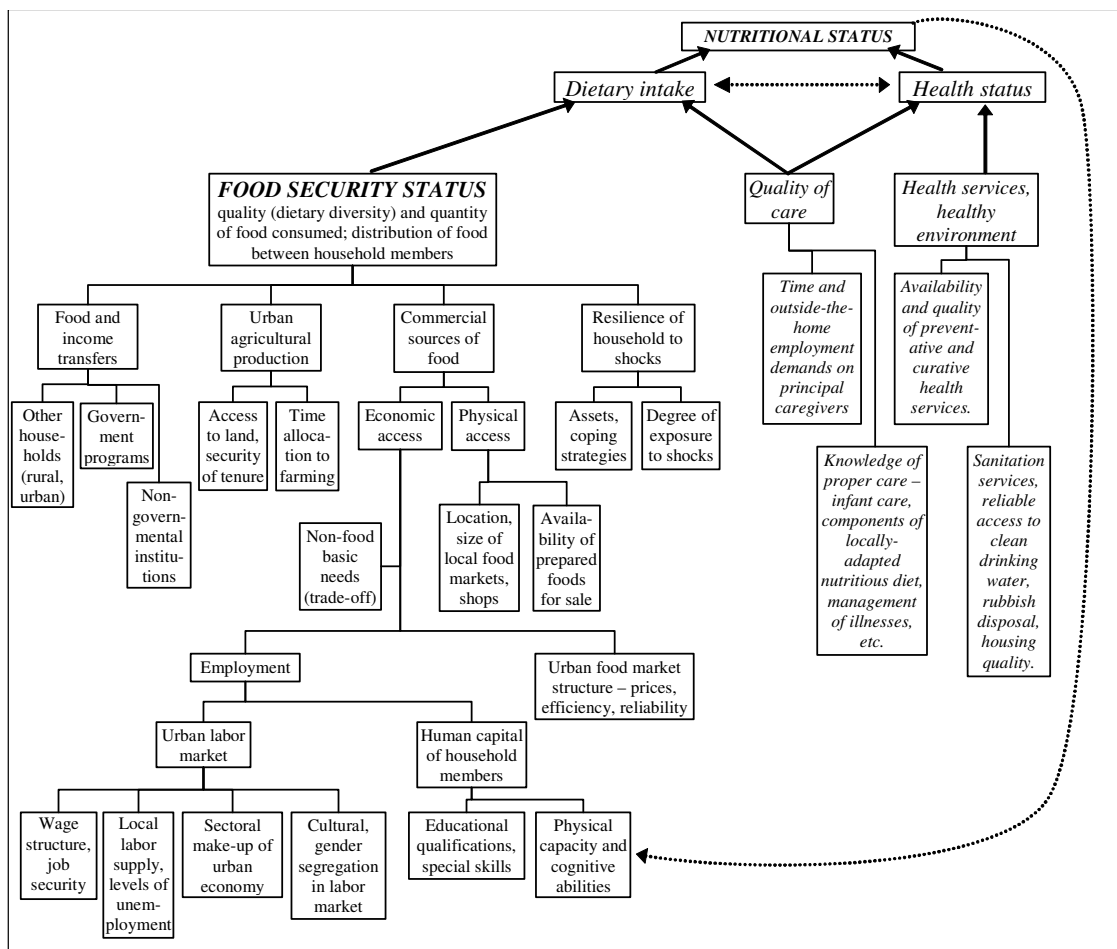 NUTRITIONAL STATUS
Dietary intake
Health status
FOOD SECURITY STATUS
quality (dietary diversity) and quantity
of food consumed; distribution of food
between household members
Quality of
care
Health services,
healthy
environment
Food and
income
transfers
Urban
agricultural
production
Commercial
sources of
food
Resilience of
household to
shocks
Time and
outside-the-
home
employment
demands on
principal
caregivers
Availability
and quality
of prevent-
ative and
curative
health
services.
Other
house-
holds
(rural,
urban)
Govern-
ment
programs
Non-
govern-
mental
institu-
tions
Access
to land,
security
of tenure
Time
alloca-
tion to
farming
Economic
access
Physical
access
Assets,
coping
strategies
Degree of
exposure
to shocks
Knowledge of
proper care –
infant care,
components of
locally-
adapted
nutritious diet,
management
of illnesses,
etc.
Sanitation
services,
reliable
access to
clean
drinking
water,
rubbish
disposal,
housing
quality.
Non-food
basic
needs
(trade-off)
Location,
size of
local food
markets,
shops
Availa-
bility of
prepared
foods
for sale
Employment
Urban food market
structure – prices,
efficiency, reliability
Urban labor
market
Human capital
of household
members
Wage
structure,
job
security
Local
labor
supply,
levels of
unem-
ployment
Sectoral
make-up of
urban
economy
Cultural,
gender
segregation
in labor
market
Educational
qualifications,
special skills
Physical
capacity and
cognitive
abilities